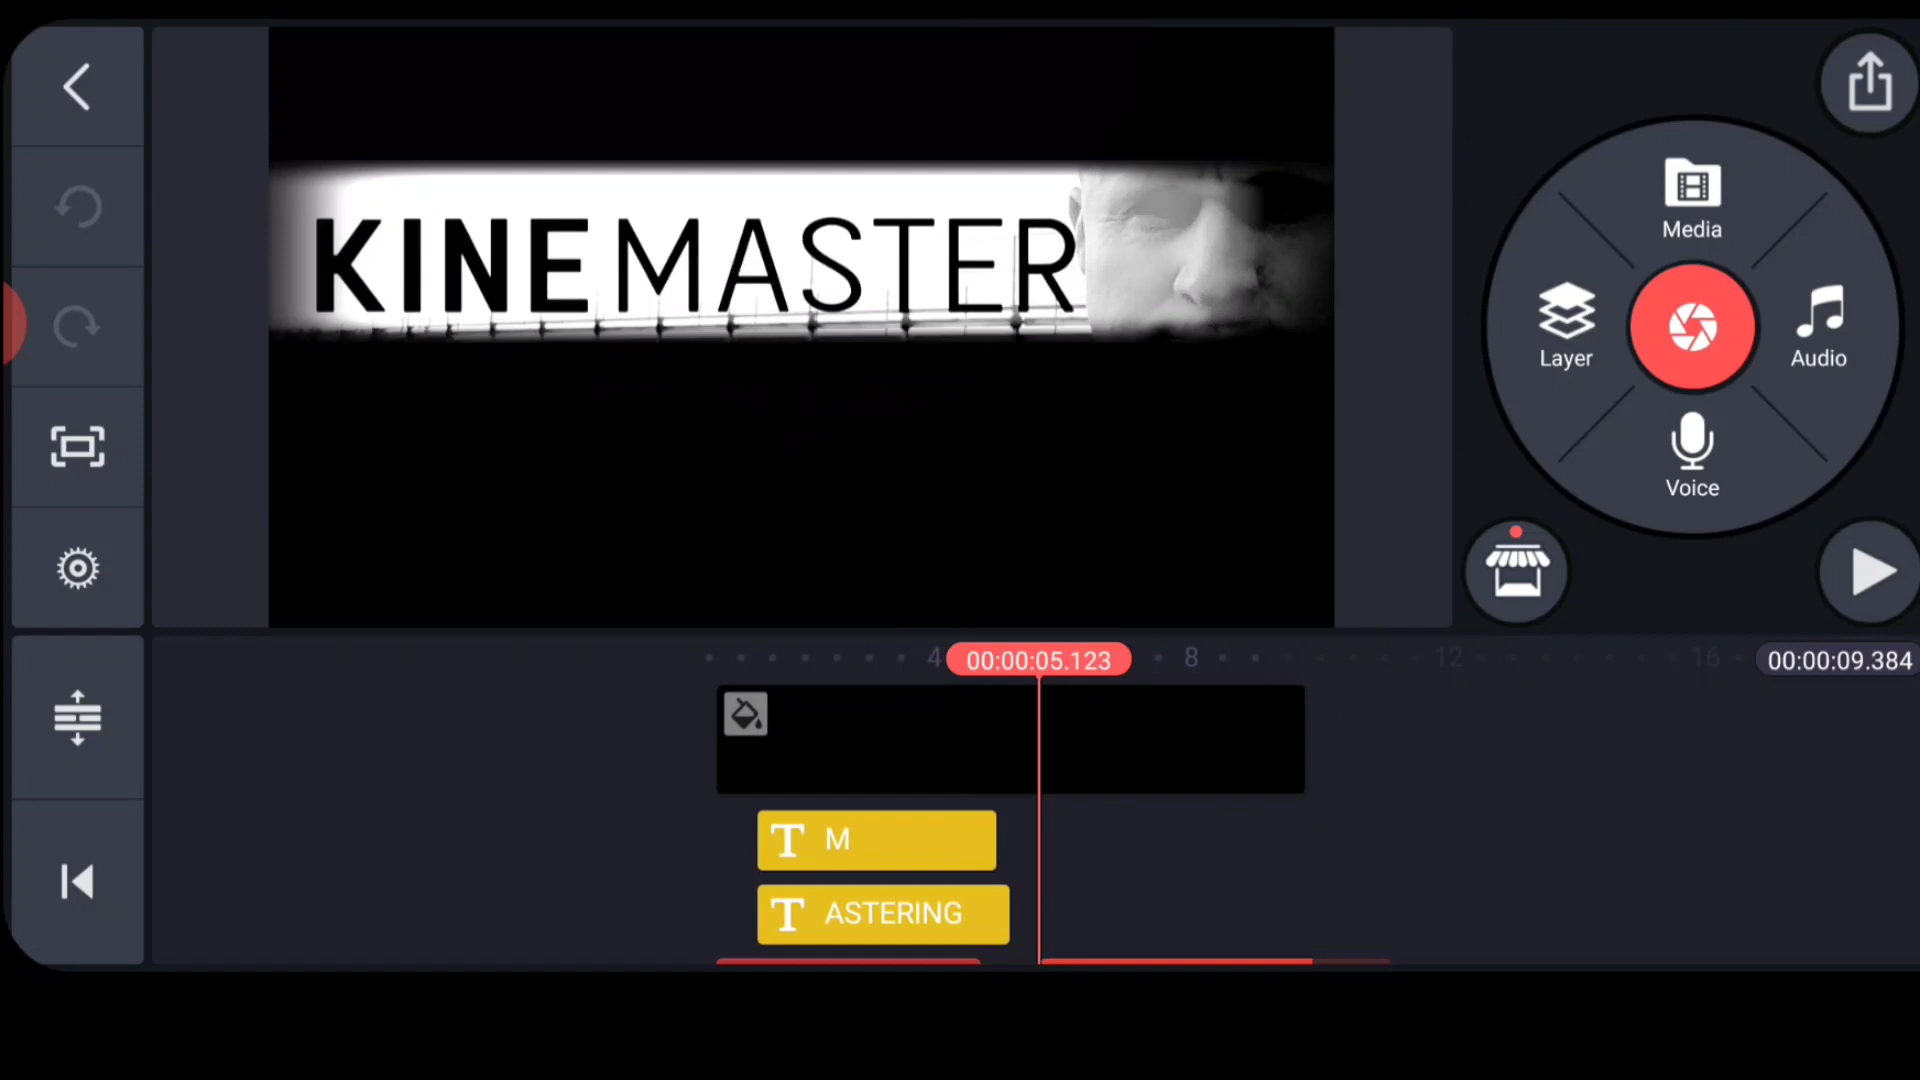 KINEMASTER
Media
Layer
Audio
Voice
4
00:00:05.123
8
12
16
00:00:09.384
T M
T ASTERING